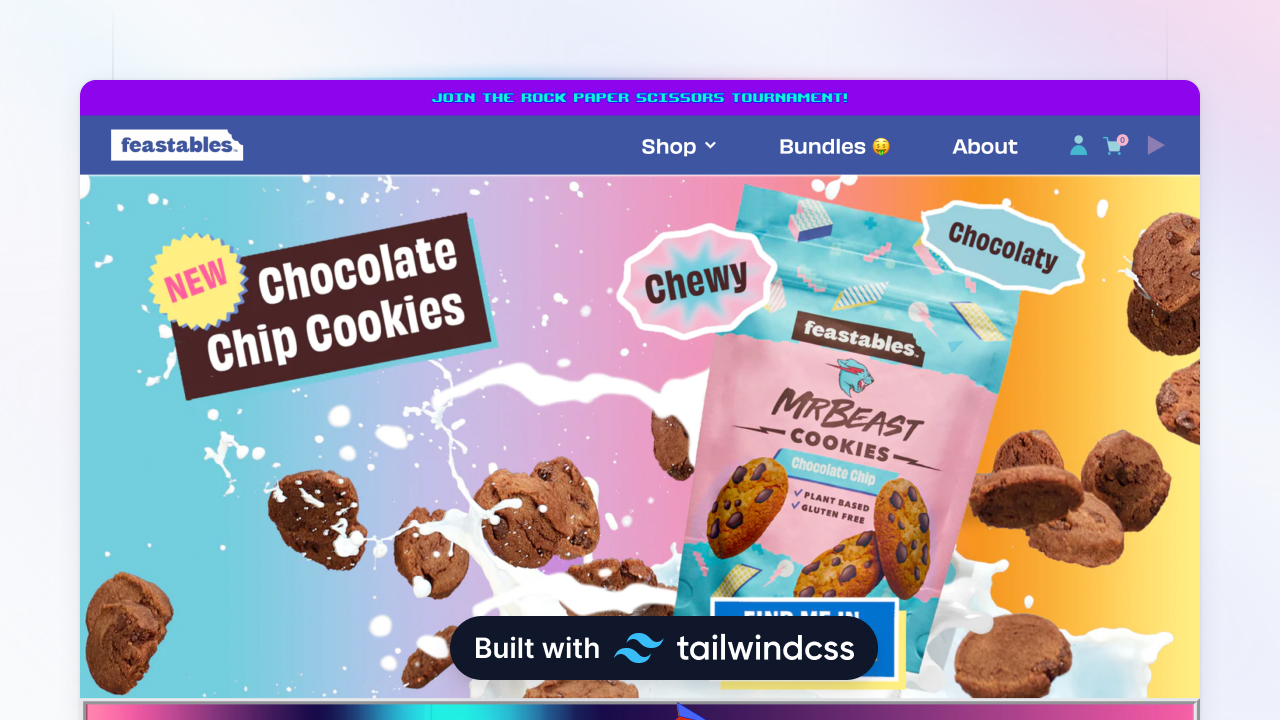 JOIN THE ROCK PAPER SCISSORS TOURNAMENT!
feastables
Shop
Bundles 🤑
About
0
NEW
Chocolate
Chip Cookies
Chewy
Chocolaty
feastables
MRBEAST
COOKIES
Chocolate Chip
✓ PLANT BASED
✓ GLUTEN FREE
FIND ME IN
Built with tailwindcss